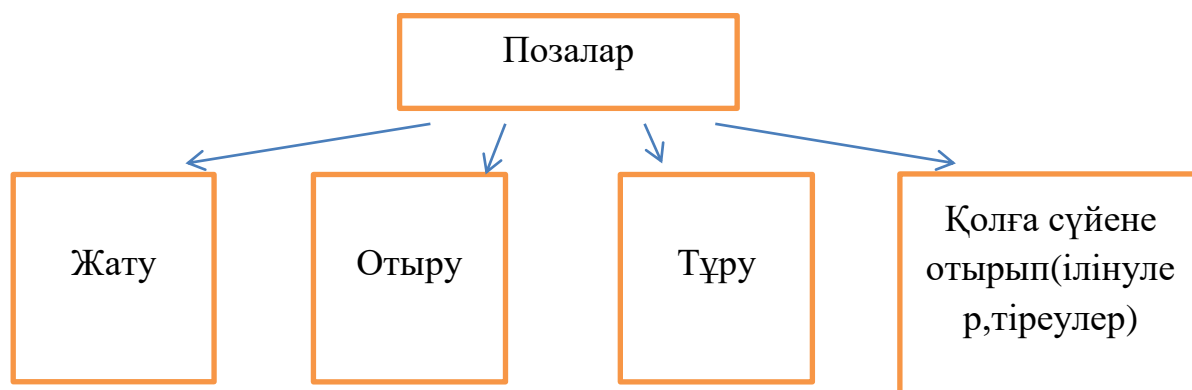 Позалар
Жату
Отыру
Тұру
Қолға сүйене
отырып(ілінуле
р,тіреулер)